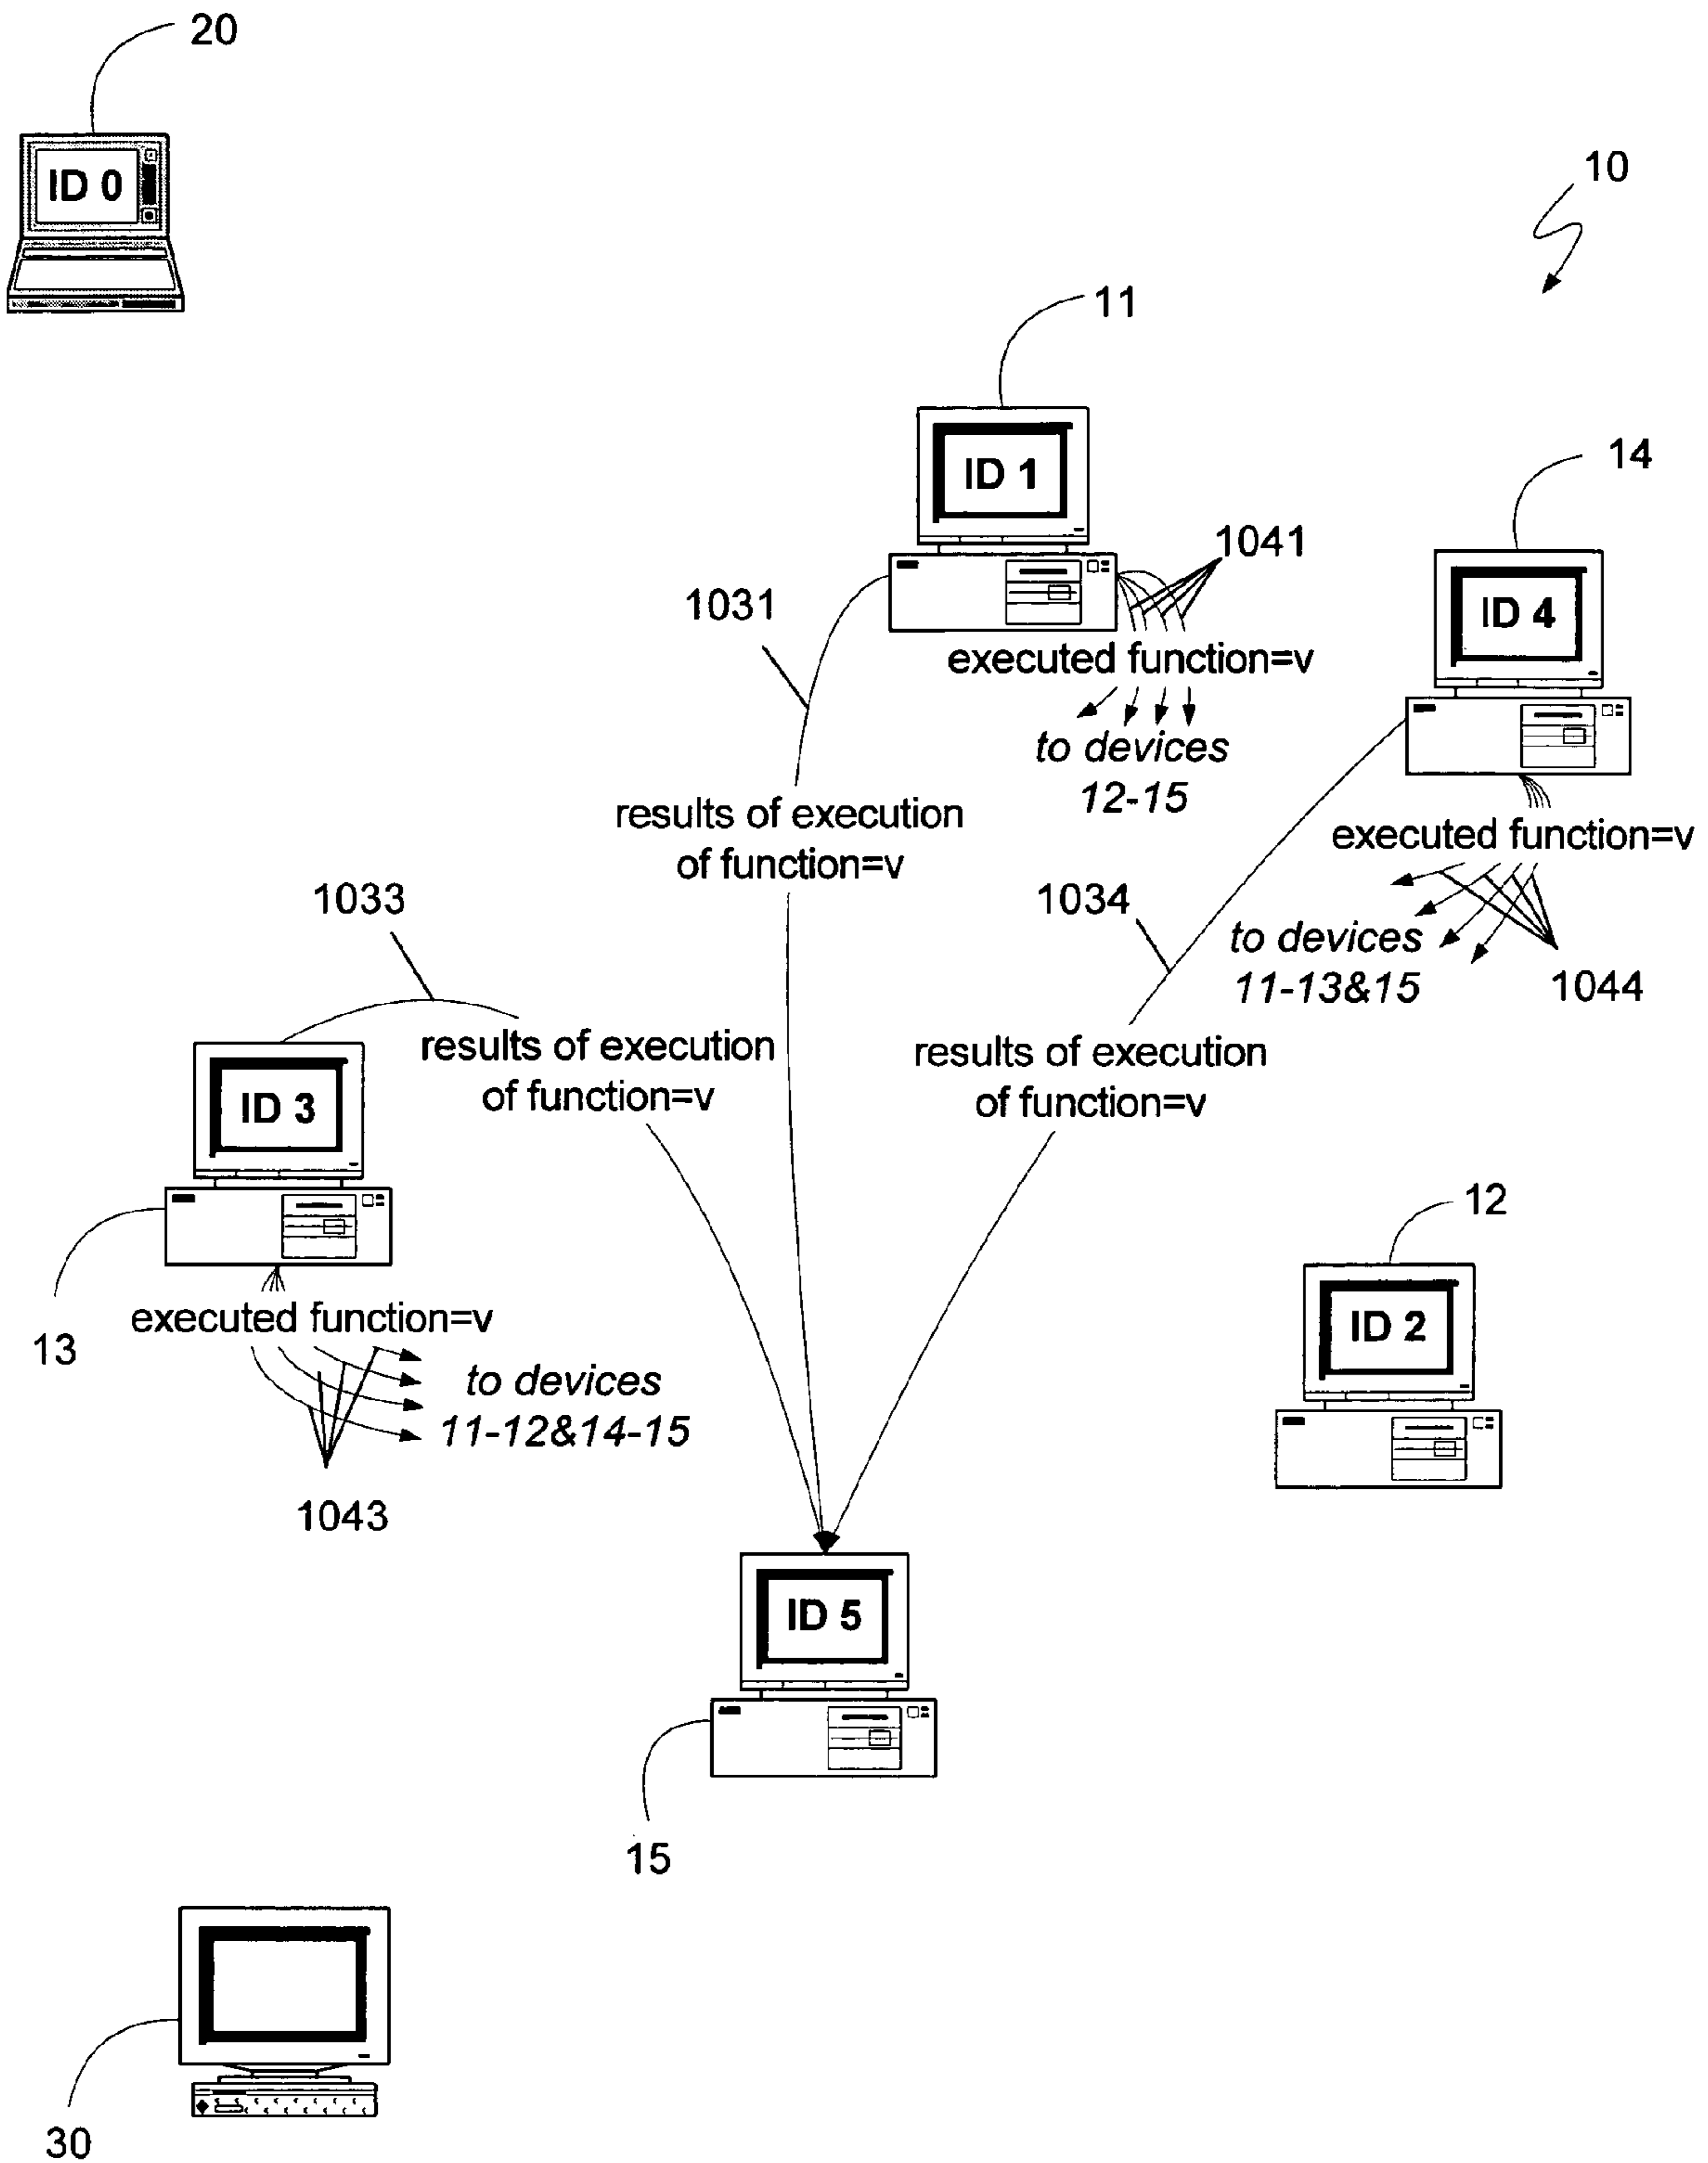 20
ID 0
10
11
ID 1
14
1041
1031
ID 4
executed function=v
to devices
12-15
results of execution
of function=v
executed function=v
1033
1034
to devices
11-13&15
1044
results of execution
of function=v
results of execution
of function=v
ID 3
12
ID 2
executed function=v
13
to devices
11-12&14-15
1043
ID 5
15
30